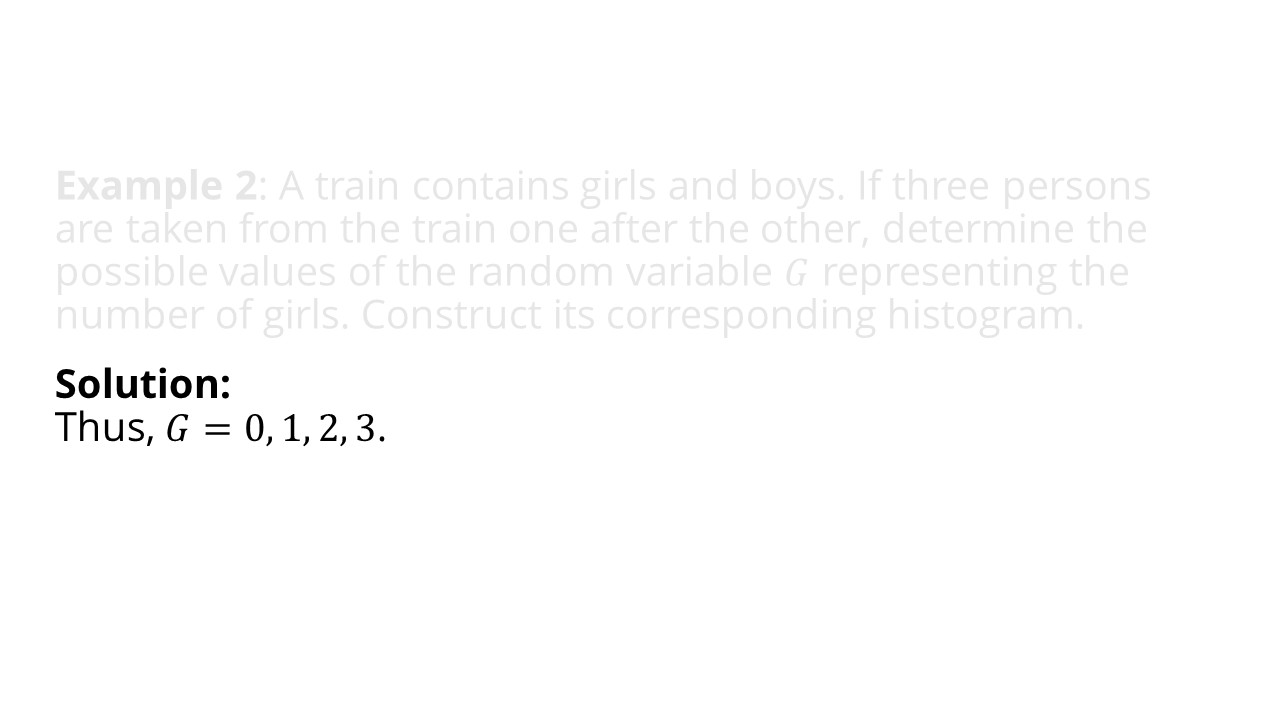 Example 2: A train contains girls and boys. If three persons
are taken from the train one after the other, determine the
possible values of the random variable G representing the
number of girls. Construct its corresponding histogram.
Solution:
Thus, G = 0, 1, 2, 3.